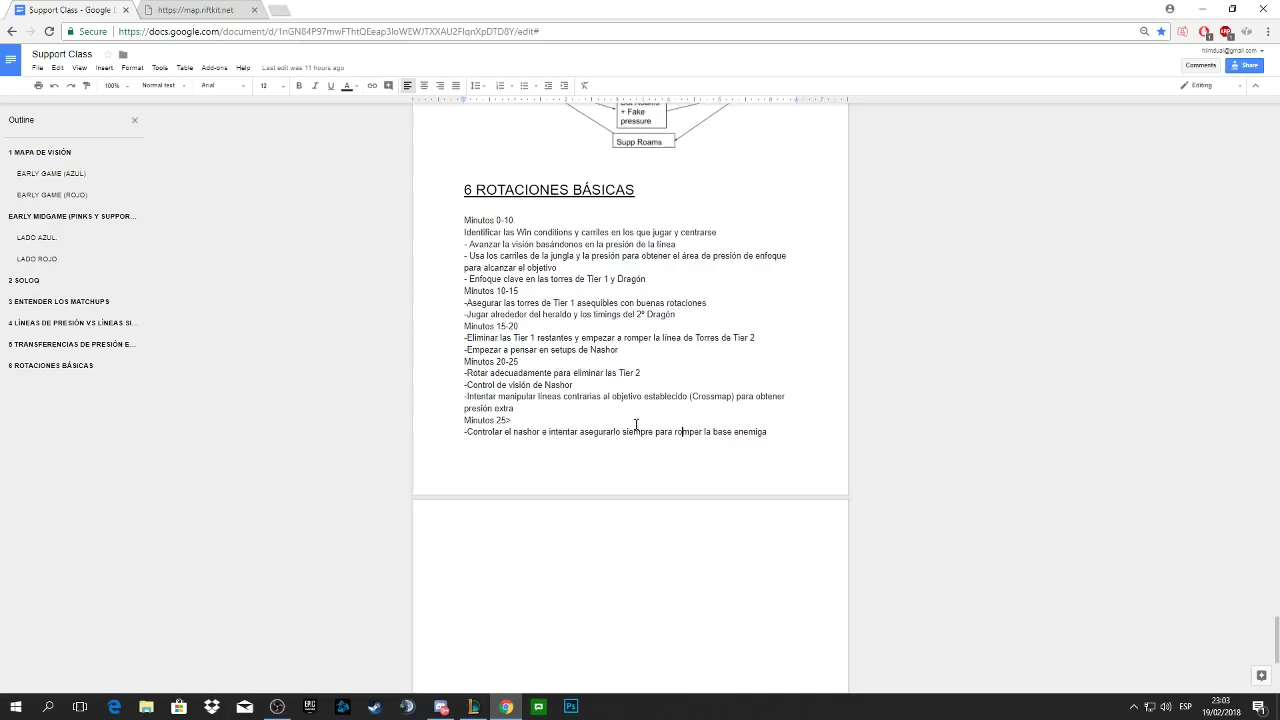 Support Class - Google D
https://map.riftkit.net
Secure
https://docs.google.com/document/d/1nGN84P97mwFThtQEeap3IoWEWJTXXAU2FlqnXpDTD8Y/edit#
Support Class
File Edit View Insert Format Tools Table Add-ons Help Last edit was 11 hours ago
hlimdual@gmail.com
Comments Share
100% Normal text Arial 12 Editing
Outline
1 MAPA DE VISIÓN
EARLY GAME (AZUL)
EARLY GAME (ROJO)
EARLY MIDGAME (PINKS Y SUPPOR...
LADO AZUL.
LADO ROJO.
2 SOLOQ
3 ENTENDER LOS MATCHUPS
4 LÍNEAS DE PRESIÓN VS LÍNEAS SI...
5 TRANSFERENCIAS DE PRESIÓN E...
6 ROTACIONES BÁSICAS
+ Fake
pressure
Supp Roams
6 ROTACIONES BÁSICAS
Minutos 0-10.
Identificar las Win conditions y carriles en los que jugar y centrarse
- Avanzar la visión basándonos en la presión de la línea
- Usa los carriles de la jungla y la presión para obtener el área de presión de enfoque
para alcanzar el objetivo
- Enfoque clave en las torres de Tier 1 y Dragón
Minutos 10-15
-Asegurar las torres de Tier 1 asequibles con buenas rotaciones
-Jugar alrededor del heraldo y los timings del 2º Dragón
Minutos 15-20
-Eliminar las Tier 1 restantes y empezar a romper la línea de Torres de Tier 2
-Empezar a pensar en setups de Nashor
Minutos 20-25
-Rotar adecuadamente para eliminar las Tier 2
-Control de visión de Nashor
-Intentar manipular líneas contrarias al objetivo establecido (Crossmap) para obtener
presión extra
Minutos 25>
-Controlar el nashor e intentar asegurarlo siempre para romper la base enemiga
ESP
23:03
19/02/2018